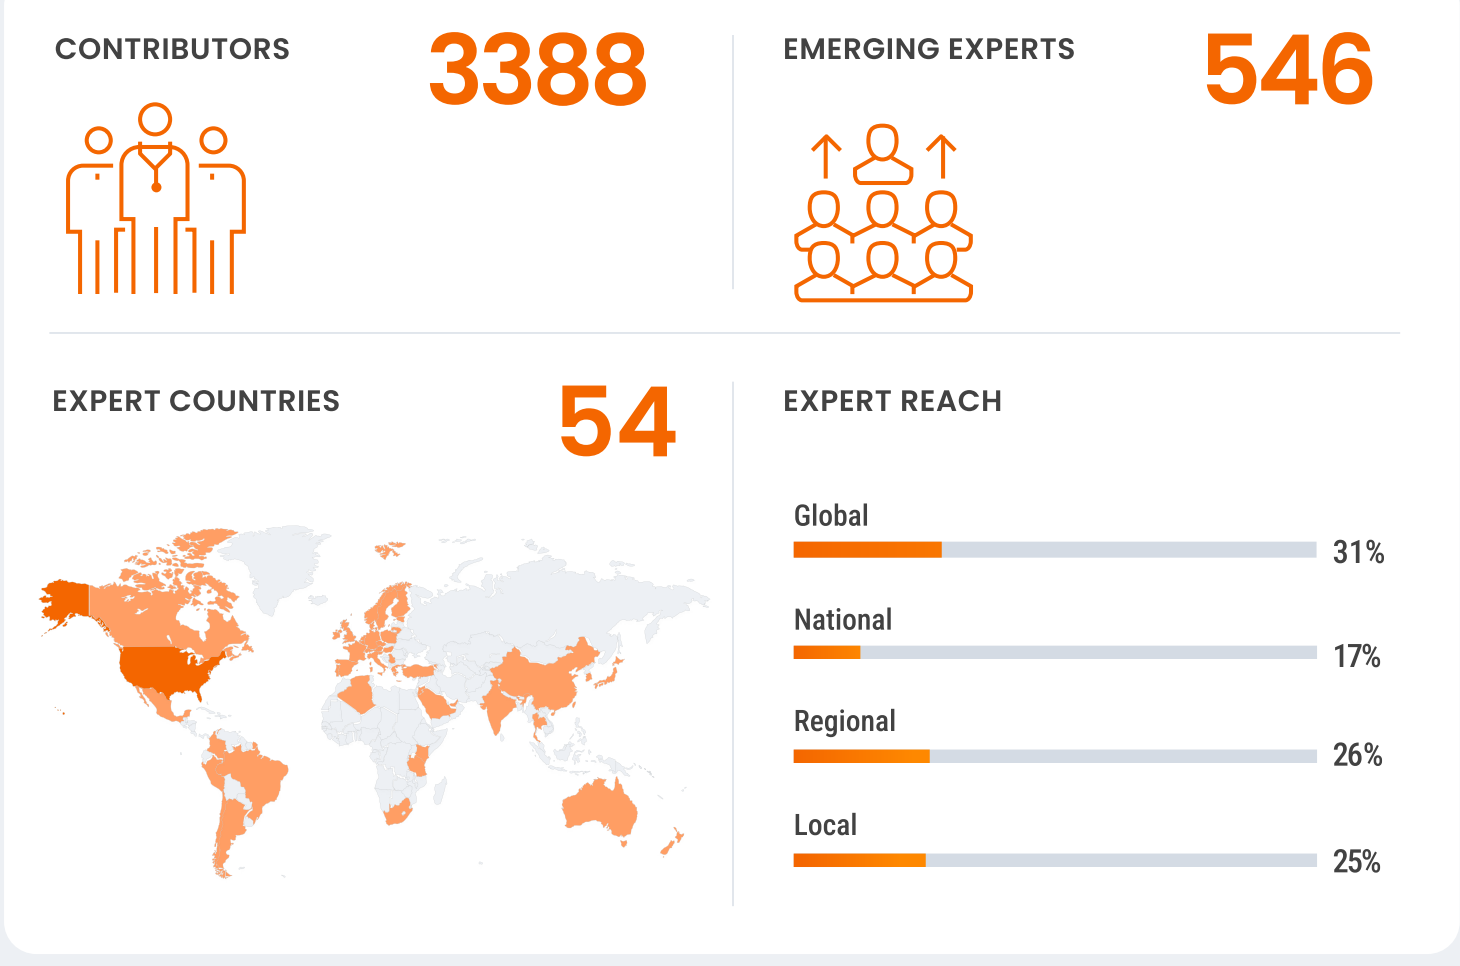 CONTRIBUTORS
3388
EMERGING EXPERTS
546
EXPERT COUNTRIES
54
EXPERT REACH
Global
31%
National
17%
Regional
26%
Local
25%